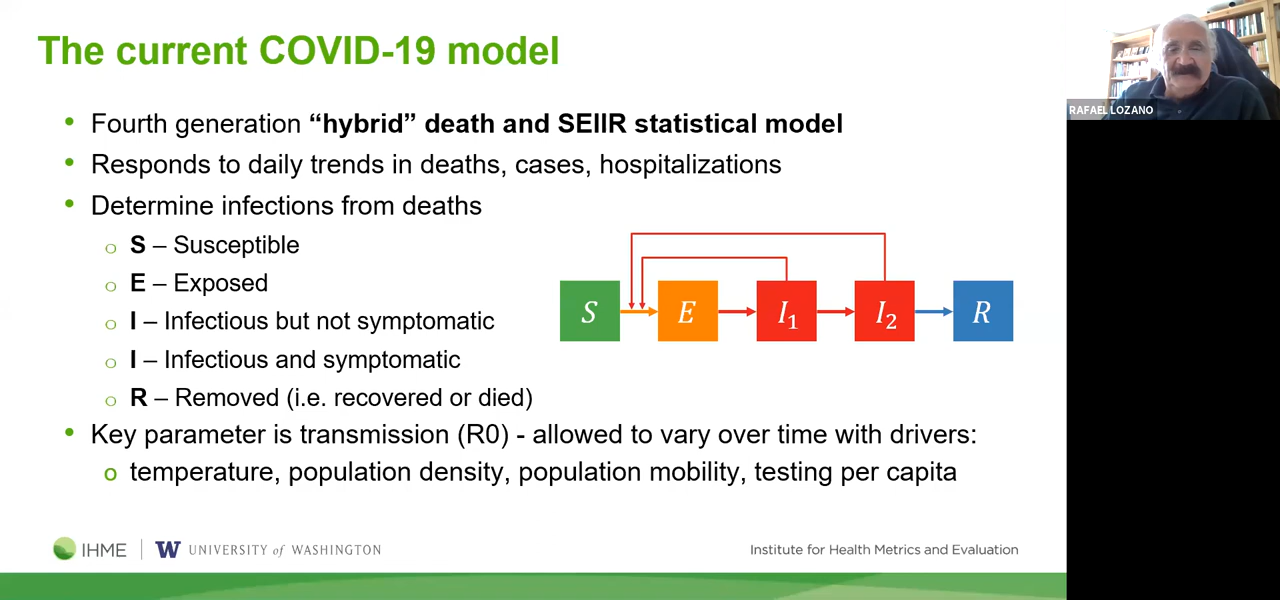 The current COVID-19 model
RAFAEL LOZANO
• Fourth generation “hybrid” death and SEIIR statistical model
• Responds to daily trends in deaths, cases, hospitalizations
• Determine infections from deaths
o S – Susceptible
o E – Exposed
o I – Infectious but not symptomatic
o I – Infectious and symptomatic
o R – Removed (i.e. recovered or died)
S E I₁ I₂ R
• Key parameter is transmission (R0) - allowed to vary over time with drivers:
o temperature, population density, population mobility, testing per capita
IHME | W UNIVERSITY of WASHINGTON
Institute for Health Metrics and Evaluation